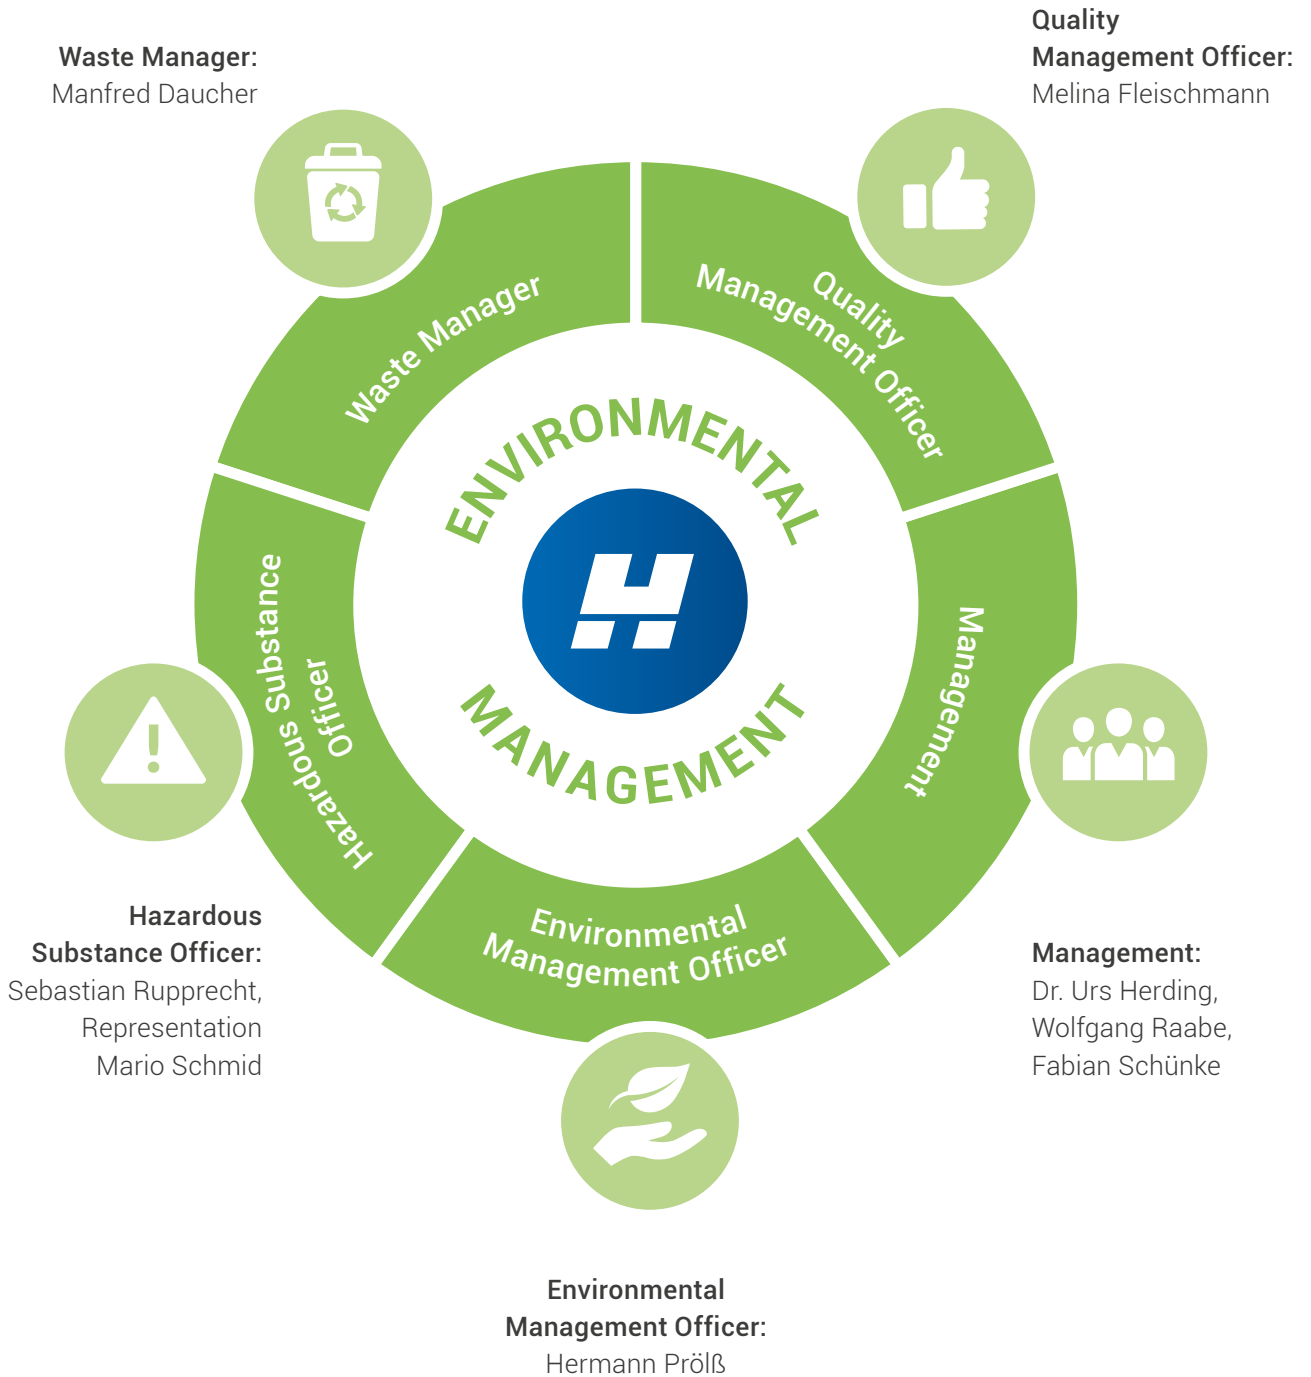 Waste Manager:
Manfred Daucher
Quality
Management Officer:
Melina Fleischmann
Waste Manager
Quality
Management Officer
ENVIRONMENTAL
H
MANAGEMENT
Hazardous Substance
Officer
Management
Environmental
Management Officer
Hazardous
Substance Officer:
Sebastian Rupprecht,
Representation
Mario Schmid
Management:
Dr. Urs Herding,
Wolfgang Raabe,
Fabian Schünke
Environmental
Management Officer:
Hermann Prölß